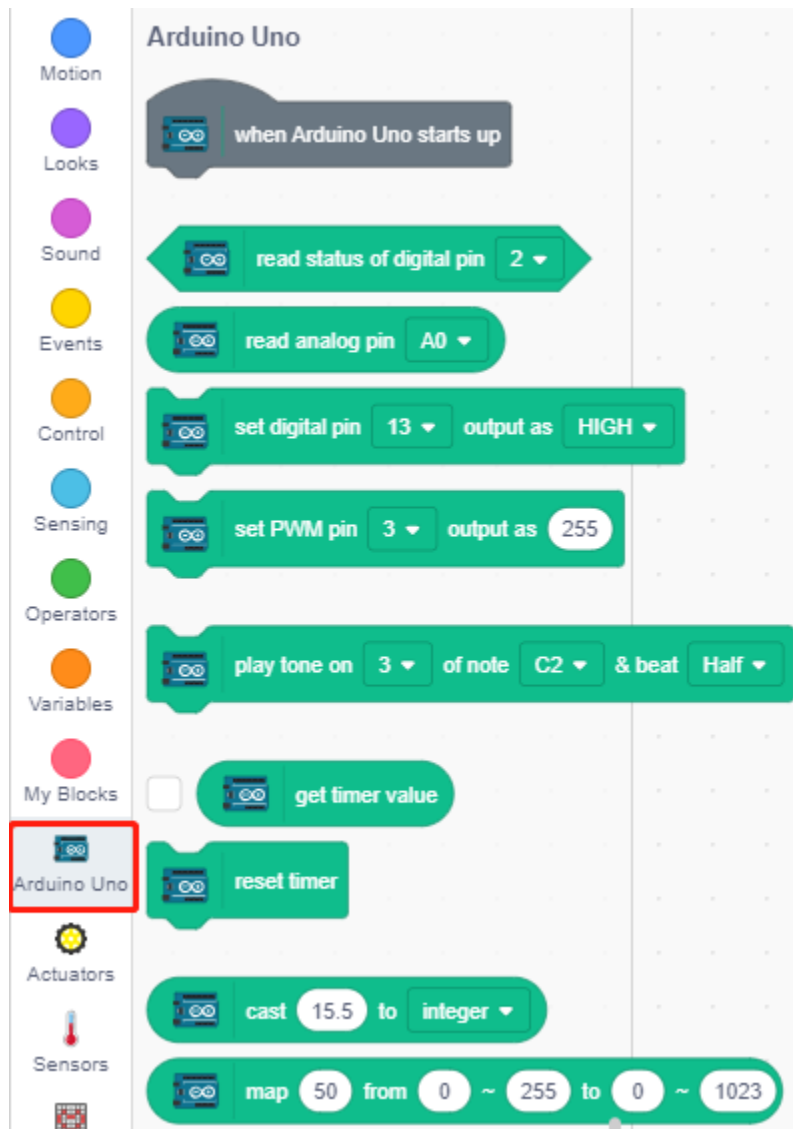 Arduino Uno
Motion
when Arduino Uno starts up
Looks
Sound
read status of digital pin 2
Events
read analog pin A0
Control
set digital pin 13 output as HIGH
Sensing
set PWM pin 3 output as 255
Operators
Variables
play tone on 3 of note C2 & beat Half
My Blocks
get timer value
Arduino Uno
reset timer
Actuators
cast 15.5 to integer
Sensors
map 50 from 0 ~ 255 to 0 ~ 1023